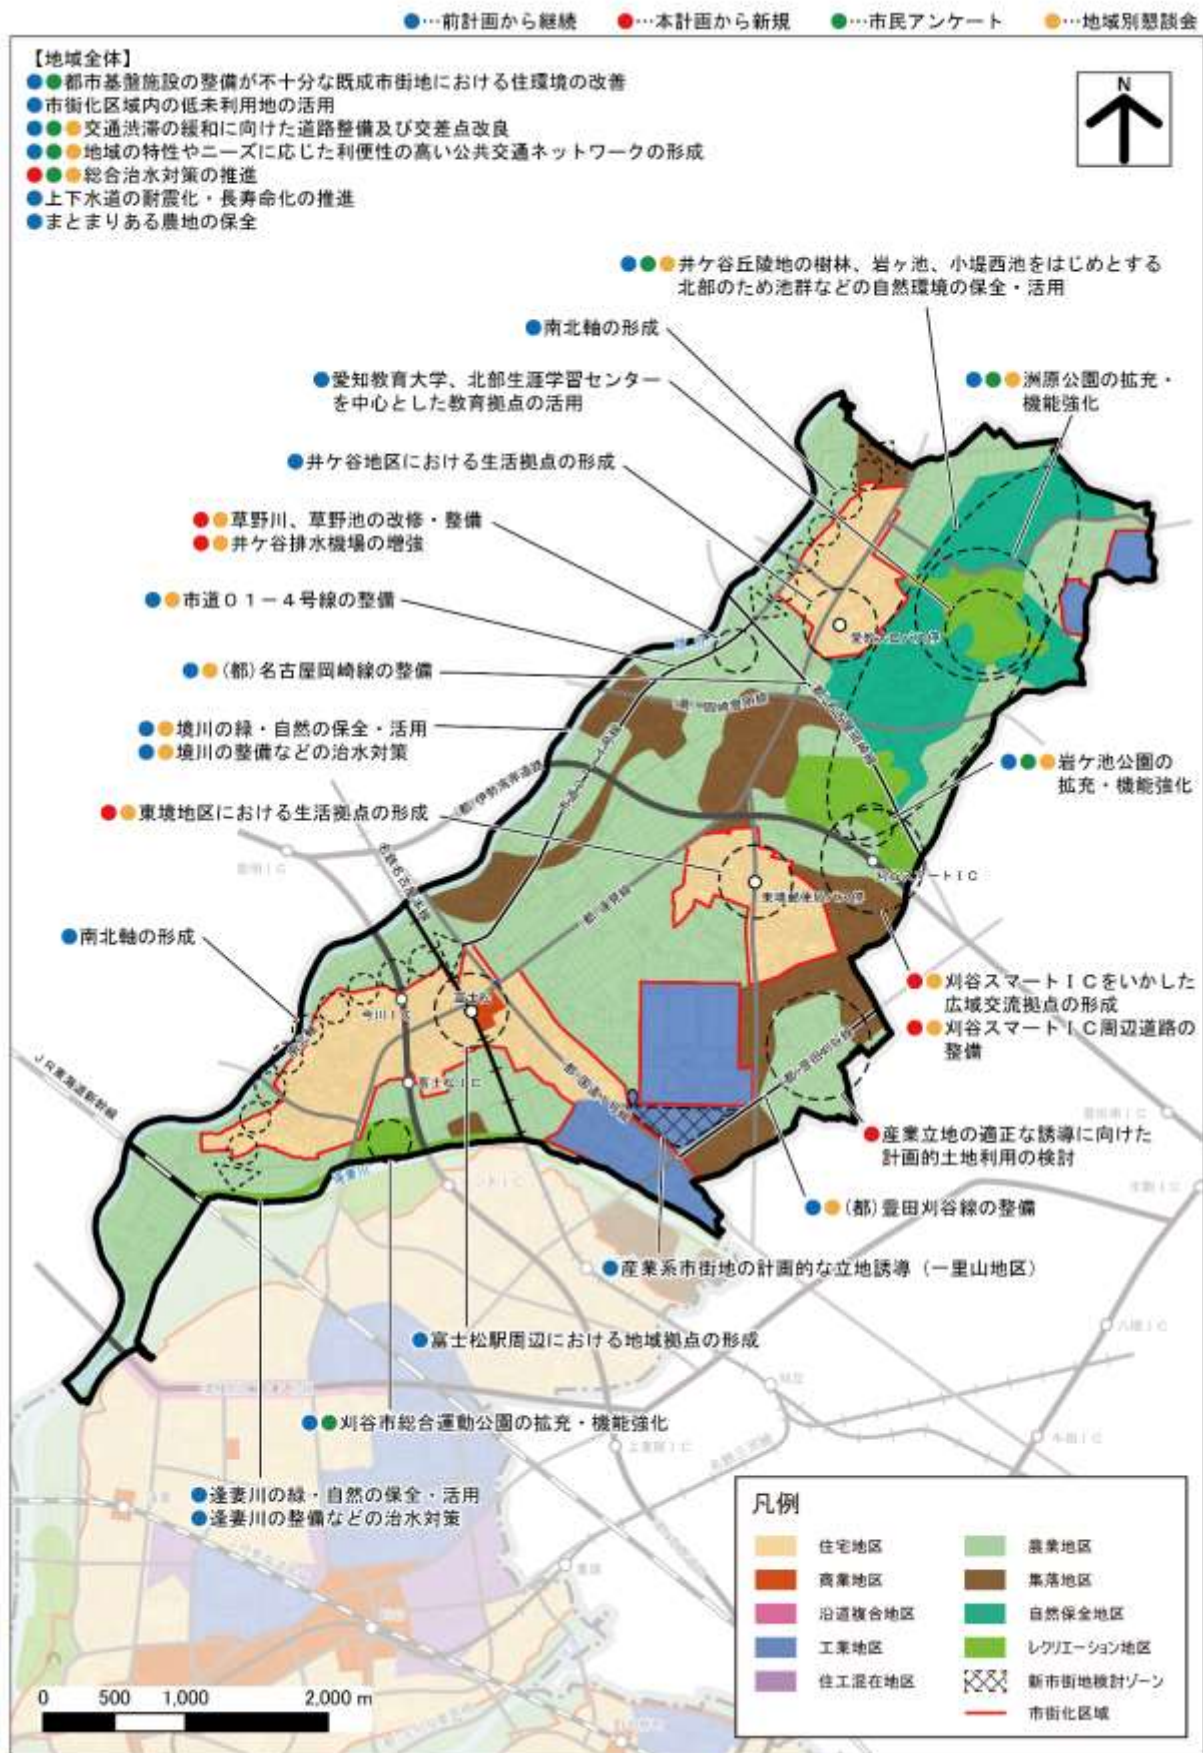 ●…前計画から継続 ●…本計画から新規 ●…市民アンケート ●…地域別懇談会
【地域全体】
●●都市基盤施設の整備が不十分な既成市街地における住環境の改善
●市街化区域内の低未利用地の活用
●●●交通渋滞の緩和に向けた道路整備及び交差点改良
●●●地域の特性やニーズに応じた利便性の高い公共交通ネットワークの形成
●●●総合治水対策の推進
●上下水道の耐震化・長寿命化の推進
●まとまりある農地の保全
N
●●●井ケ谷丘陵地の樹林、岩ヶ池、小堤西池をはじめとする
北部のため池群などの自然環境の保全・活用
●南北軸の形成
●愛知教育大学、北部生涯学習センター
を中心とした教育拠点の活用
●●●洲原公園の拡充・
機能強化
●井ケ谷地区における生活拠点の形成
●●草野川、草野池の改修・整備
●●井ケ谷排水機場の増強
●●市道01-4号線の整備
●●(都)名古屋岡崎線の整備
●●境川の緑・自然の保全・活用
●●境川の整備などの治水対策
●●●岩ケ池公園の
拡充・機能強化
●●東境地区における生活拠点の形成
(都)伊勢湾岸道路
名鉄名古屋本線
豊明IC
●南北軸の形成
富士松
今川IC
富士松IC
JR東海道新幹線
逢妻川
●●刈谷スマートICをいかした
広域交流拠点の形成
●●刈谷スマートIC周辺道路の
整備
●産業立地の適正な誘導に向けた
計画的土地利用の検討
●●(都)豊田刈谷線の整備
●産業系市街地の計画的な立地誘導（一里山地区）
●富士松駅周辺における地域拠点の形成
●●刈谷市総合運動公園の拡充・機能強化
●逢妻川の緑・自然の保全・活用
●逢妻川の整備などの治水対策
凡例
住宅地区 農業地区
商業地区 集落地区
沿道複合地区 自然保全地区
工業地区 レクリエーション地区
住工混在地区 新市街地検討ゾーン
市街化区域
0 500 1,000 2,000 m